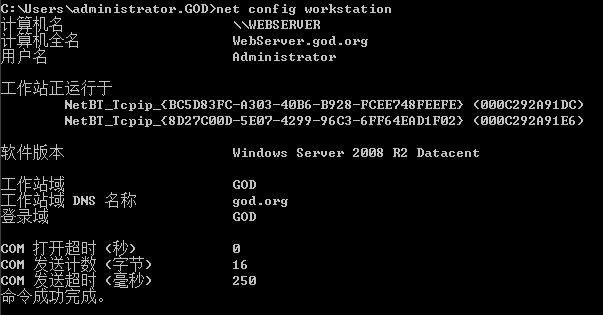 C:\Users\administrator.GOD>net config workstation
计算机名 \\WEBSERVER
计算机全名 WebServer.god.org
用户名 Administrator
工作站正运行于
NetBT_Tcpip_{BC5D83FC-A303-40B6-B928-FCEE748FEEFE} (000C292A91DC)
NetBT_Tcpip_{8D27C00D-5E07-4299-96C3-6FF64EAD1F02} (000C292A91E6)
软件版本 Windows Server 2008 R2 Datacent
工作站域 GOD
工作站域 DNS 名称 god.org
登录域 GOD
COM 打开超时 (秒) 0
COM 发送计数 (字节) 16
COM 发送超时 (毫秒) 250
命令成功完成。